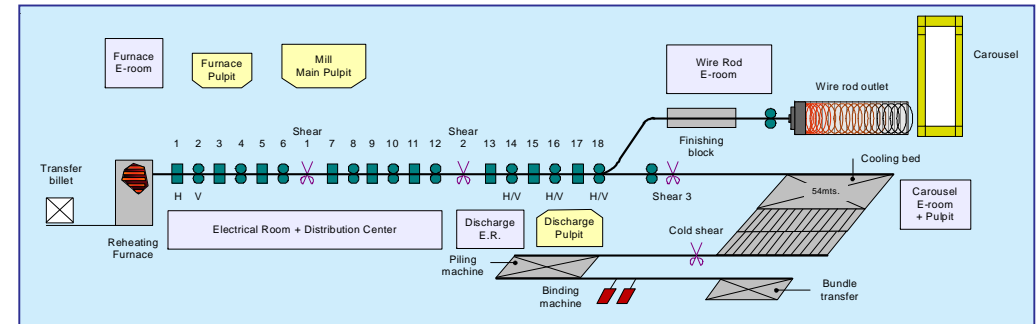 Furnace
E-room
Furnace
Pulpit
Mill
Main Pulpit
Wire Rod
E-room
Carousel
Wire rod outlet
Shear
Shear
1 2 3 4 5 6 1 7 8 9 10 11 12 2 13 14 15 16 17 18
Finishing
block
Transfer
billet
Cooling bed
H V H/V H/V H/V
Shear 3
54mts.
Carousel
E-room
+ Pulpit
Reheating
Furnace
Electrical Room + Distribution Center
Discharge
E.R.
Discharge
Pulpit
Cold shear
Piling
machine
Binding
machine
Bundle
transfer